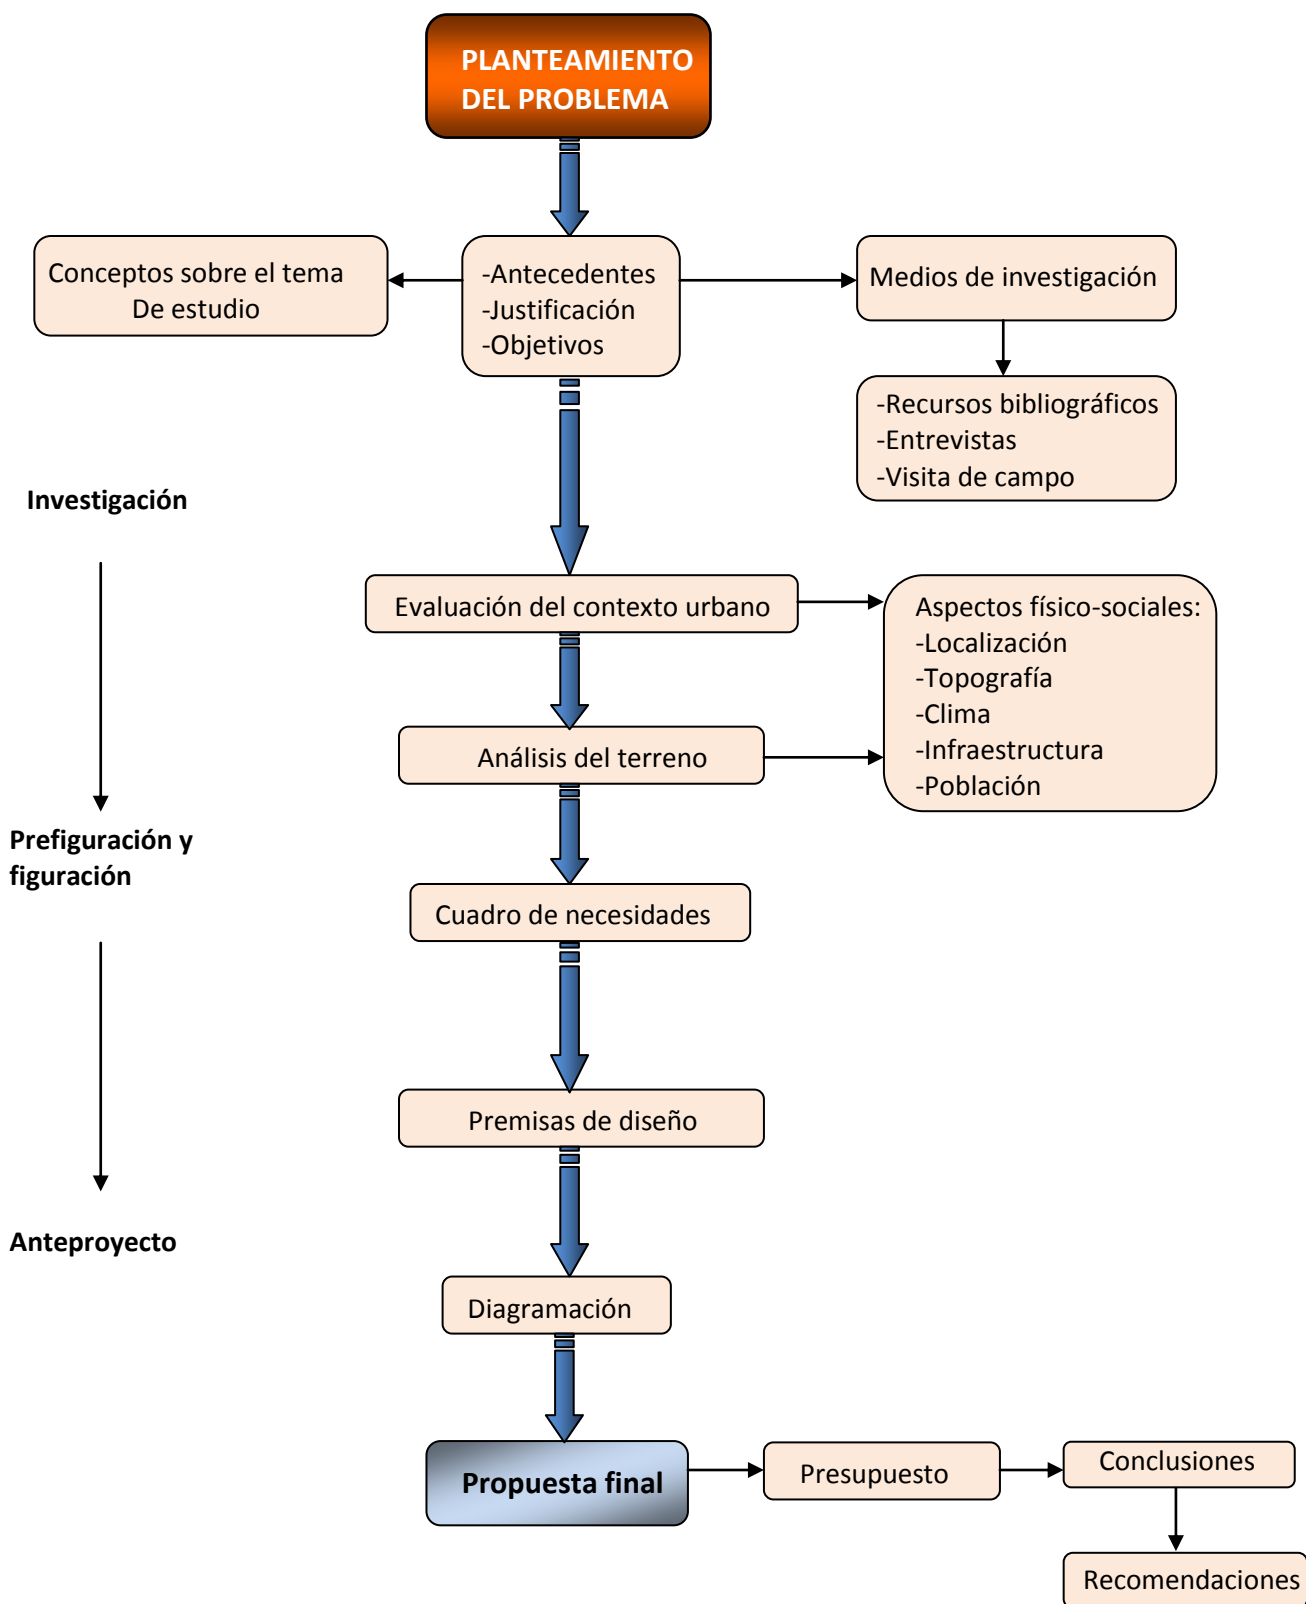 PLANTEAMIENTO
DEL PROBLEMA
Conceptos sobre el tema
De estudio
-Antecedentes
-Justificación
-Objetivos
Medios de investigación
-Recursos bibliográficos
-Entrevistas
-Visita de campo
Investigación
Evaluación del contexto urbano
Aspectos físico-sociales:
-Localización
-Topografía
-Clima
-Infraestructura
-Población
Análisis del terreno
Prefiguración y
figuración
Cuadro de necesidades
Premisas de diseño
Anteproyecto
Diagramación
Propuesta final
Presupuesto
Conclusiones
Recomendaciones